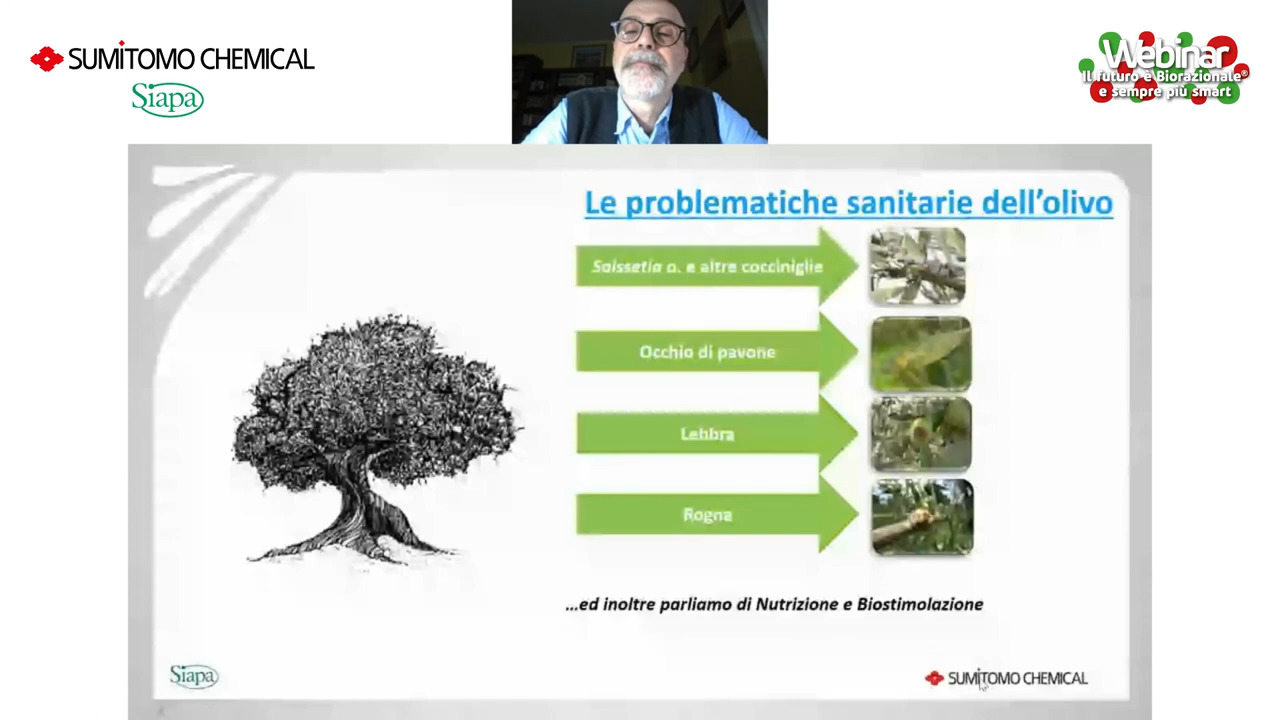 SUMITOMO CHEMICAL
Siapa
Webinar
Il futuro è Biorazionale®
e sempre più smart
Le problematiche sanitarie dell'olivo
Saissetia o. e altre cocciniglie
Occhio di pavone
Lebbra
Rogna
...ed inoltre parliamo di Nutrizione e Biostimolazione
Siapa
SUMITOMO CHEMICAL